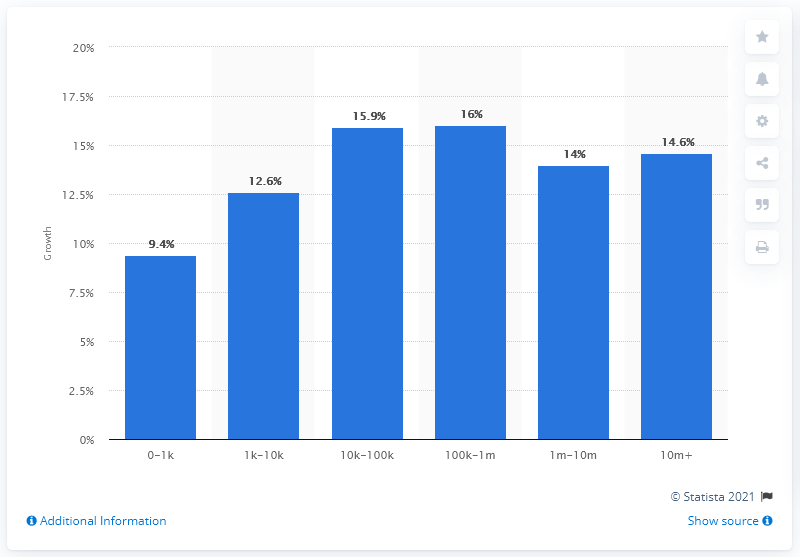 20%
17.5%
15%
12.5%
10%
7.5%
5%
2.5%
0%
Growth
9.4%
12.6%
15.9%
16%
14%
14.6%
0–1k
1k–10k
10k–100k
100k–1m
1m–10m
10m+
© Statista 2021
Additional Information
Show source